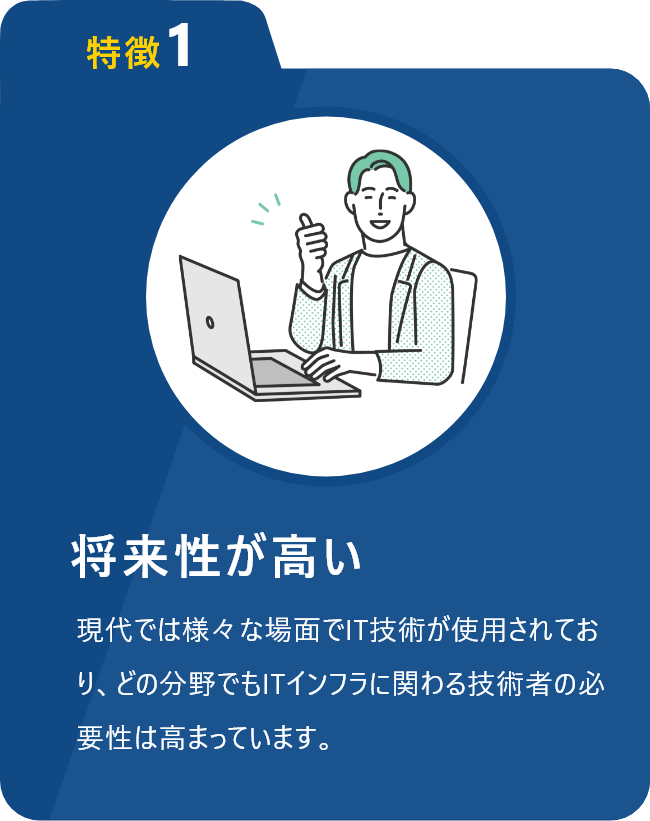 特徴1
将来性が高い
現代では様々な場面でIT技術が使用されてお
り、どの分野でもITインフラに関わる技術者の必
要性は高まっています。